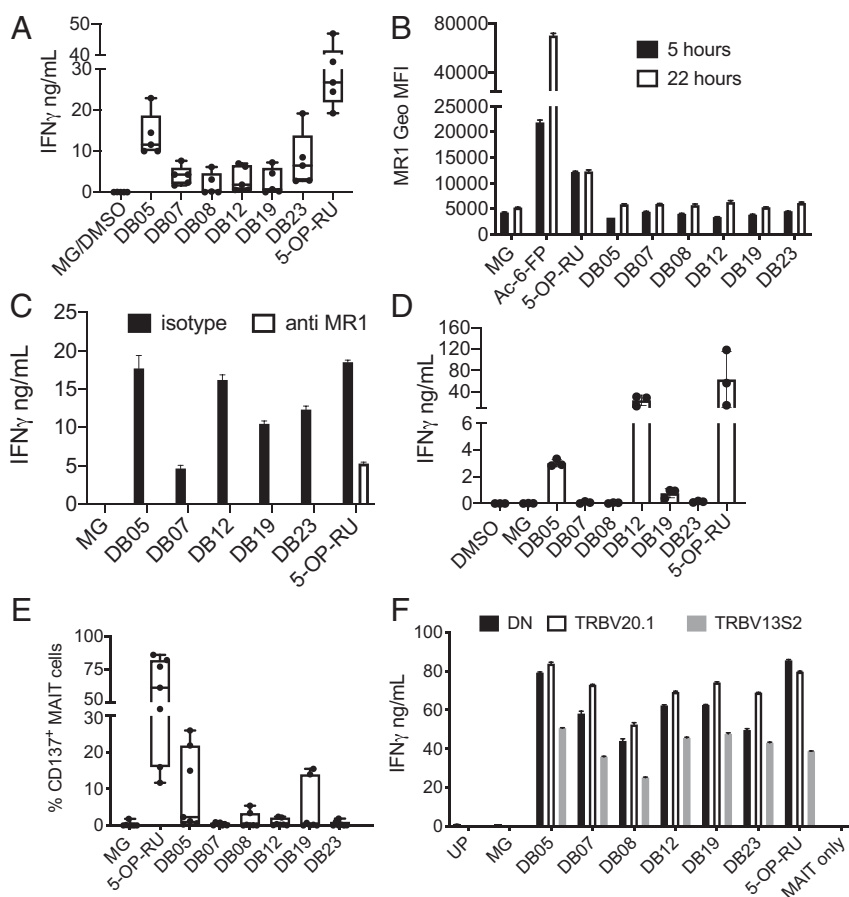 A
IFNγ ng/mL
50
40
30
20
10
0
MG/DMSO
DB05
DB07
DB08
DB12
DB19
DB23
5-OP-RU
B
MR1 Geo MFI
80000
40000
25000
20000
15000
10000
5000
0
5 hours
22 hours
MG
Ac-6-FP
5-OP-RU
DB05
DB07
DB08
DB12
DB19
DB23
C
IFNγ ng/mL
25
20
15
10
5
0
isotype
anti MR1
MG
DB05
DB07
DB12
DB19
DB23
5-OP-RU
D
IFNγ ng/mL
160
120
80
40
6
4
2
0
DMSO
MG
DB05
DB07
DB08
DB12
DB19
DB23
5-OP-RU
E
% CD137+ MAIT cells
100
75
50
30
20
10
0
MG
5-OP-RU
DB05
DB07
DB08
DB12
DB19
DB23
F
IFNγ ng/mL
100
80
60
40
20
0
DN
TRBV20.1
TRBV13S2
UP
MG
DB05
DB07
DB08
DB12
DB19
DB23
5-OP-RU
MAIT only